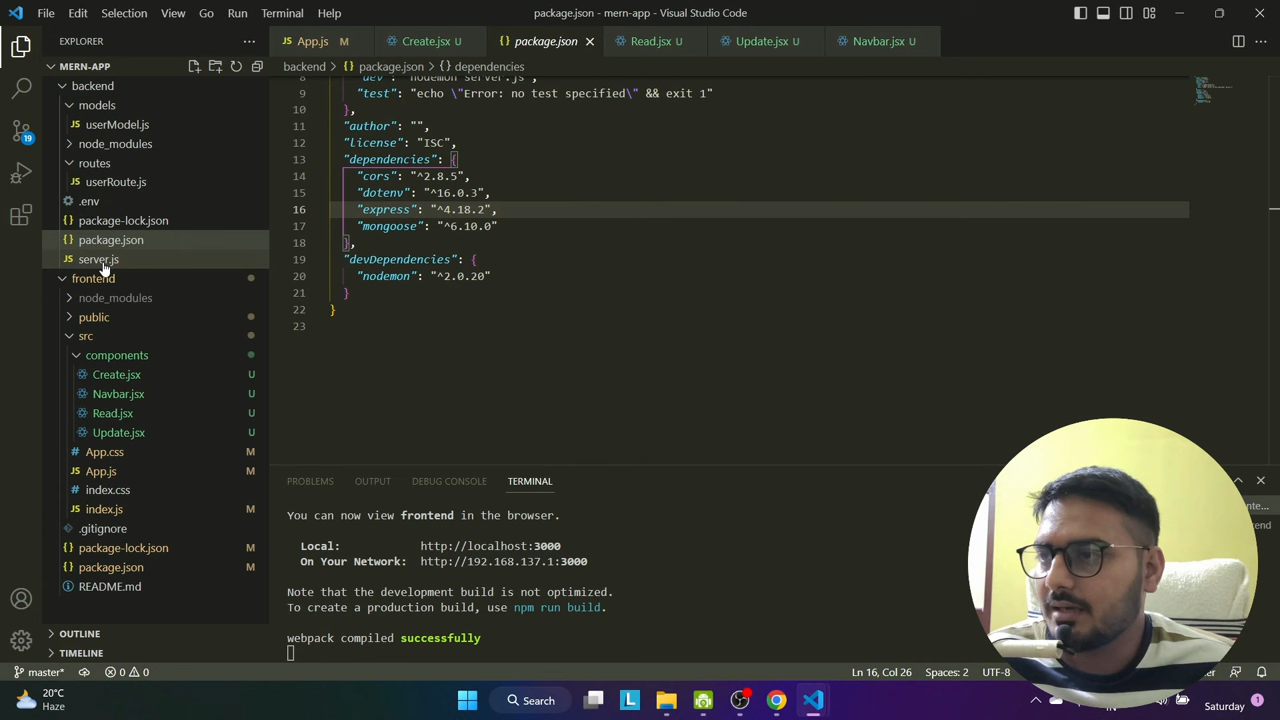 File Edit Selection View Go Run Terminal Help
package.json - mern-app - Visual Studio Code
EXPLORER
App.js M
Create.jsx U
package.json
Read.jsx U
Update.jsx U
Navbar.jsx U
MERN-APP
backend > package.json > dependencies
backend
models
userModel.js
node_modules
routes
userRoute.js
.env
package-lock.json
package.json
server.js
frontend
node_modules
public
src
components
Create.jsx U
Navbar.jsx U
Read.jsx U
Update.jsx U
App.css M
App.js M
index.css
index.js M
.gitignore
package-lock.json M
package.json M
README.md
OUTLINE
TIMELINE
8 "dev": "nodemon server.js",
9 "test": "echo \"Error: no test specified\" && exit 1"
10 },
11 "author": "",
12 "license": "ISC",
13 "dependencies": {
14 "cors": "^2.8.5",
15 "dotenv": "^16.0.3",
16 "express": "^4.18.2",
17 "mongoose": "^6.10.0"
18 },
19 "devDependencies": {
20 "nodemon": "^2.0.20"
21 }
22 }
23
PROBLEMS OUTPUT DEBUG CONSOLE TERMINAL
You can now view frontend in the browser.
Local: http://localhost:3000
On Your Network: http://192.168.137.1:3000
Note that the development build is not optimized.
To create a production build, use npm run build.
webpack compiled successfully
19
master*
0 0
Ln 16, Col 26
Spaces: 2
UTF-8
20°C
Haze
Search
Saturday
1